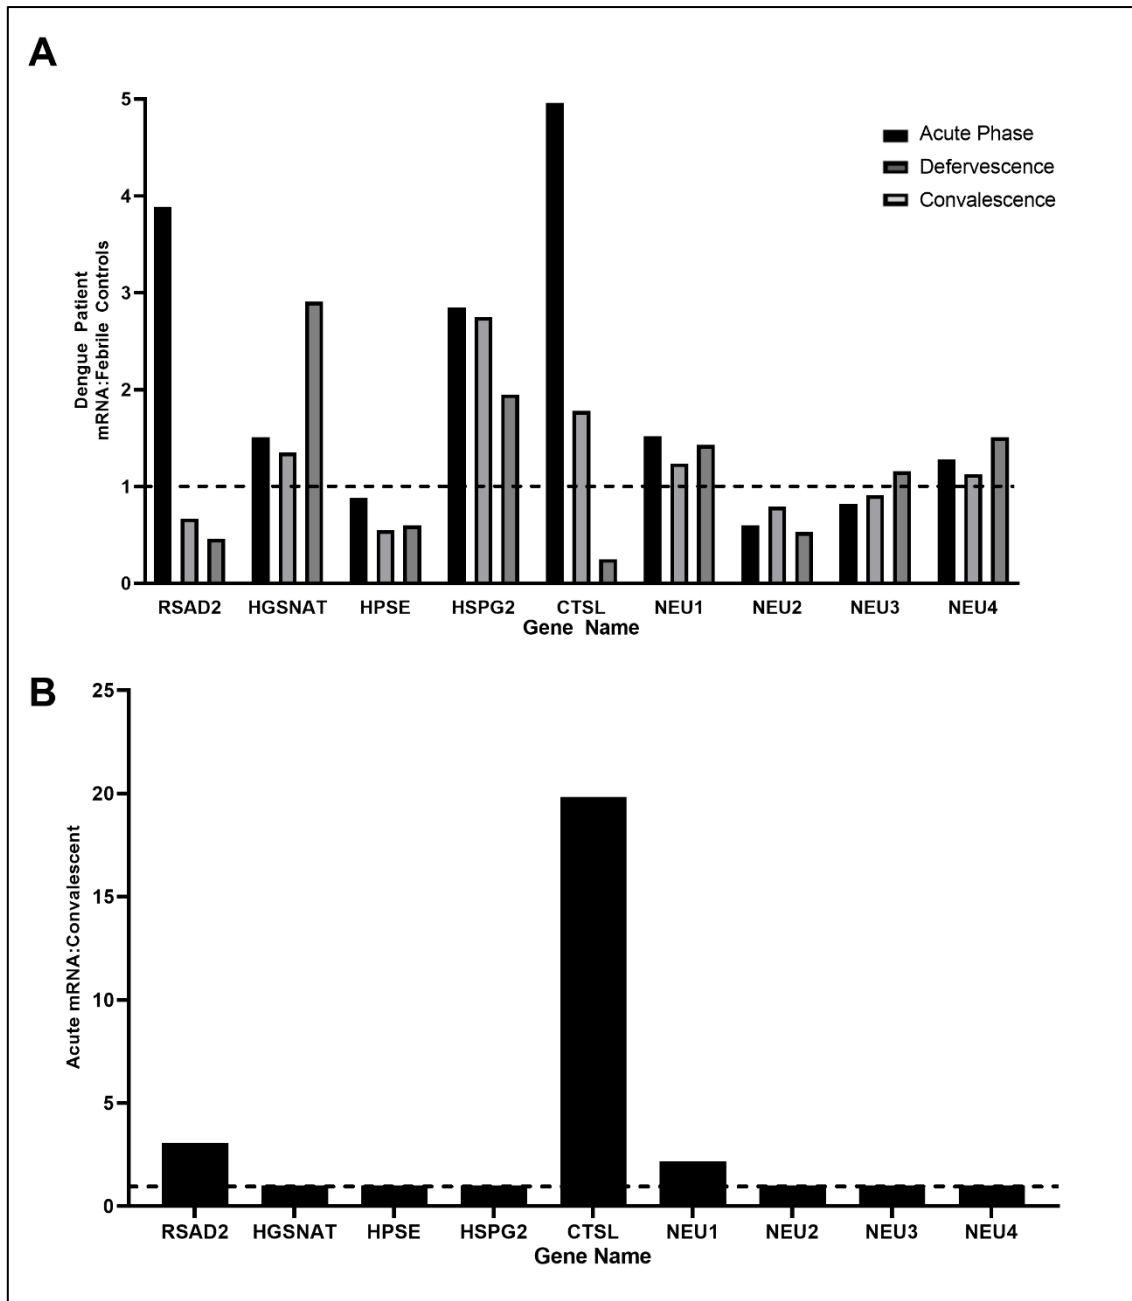 A
Dengue Patient
mRNA:Febrile Controls
5
4
3
2
1
0
Acute Phase
Defervescence
Convalescence
RSAD2 HGSNAT HPSE HSPG2 CTSL NEU1 NEU2 NEU3 NEU4
Gene Name
B
Acute mRNA:Convalescent
25
20
15
10
5
0
RSAD2 HGSNAT HPSE HSPG2 CTSL NEU1 NEU2 NEU3 NEU4
Gene Name